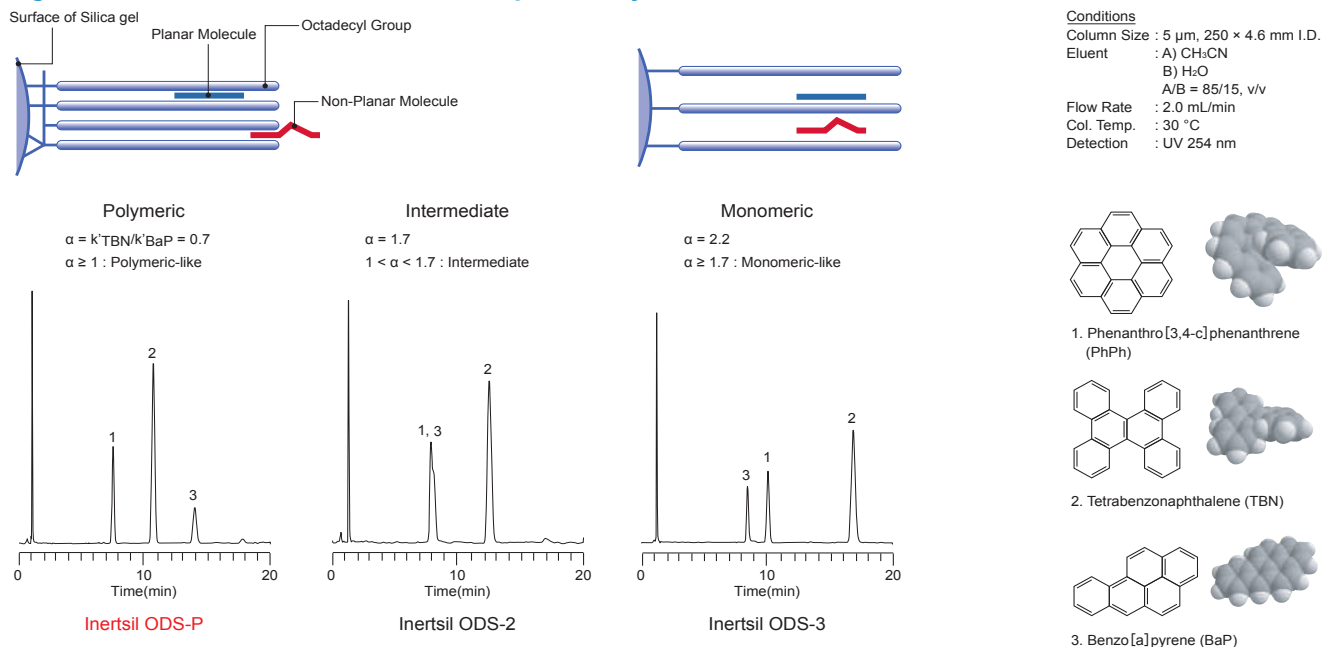 Surface of Silica gel
Planar Molecule
Octadecyl Group
Non-Planar Molecule
Conditions
Column Size : 5 μm, 250 × 4.6 mm I.D.
Eluent : A) CH₃CN
B) H₂O
A/B = 85/15, v/v
Flow Rate : 2.0 mL/min
Col. Temp. : 30 °C
Detection : UV 254 nm
Polymeric
α = k'TBN/k'BaP = 0.7
α ≥ 1 : Polymeric-like
1
2
3
0 10 20
Time(min)
Inertsil ODS-P
Intermediate
α = 1.7
1 < α < 1.7 : Intermediate
1, 3
2
0 10 20
Time(min)
Inertsil ODS-2
Monomeric
α = 2.2
α ≥ 1.7 : Monomeric-like
3
1
2
0 10 20
Time(min)
Inertsil ODS-3
1. Phenanthro[3,4-c]phenanthrene
(PhPh)
2. Tetrabenzonaphthalene (TBN)
3. Benzo[a]pyrene (BaP)